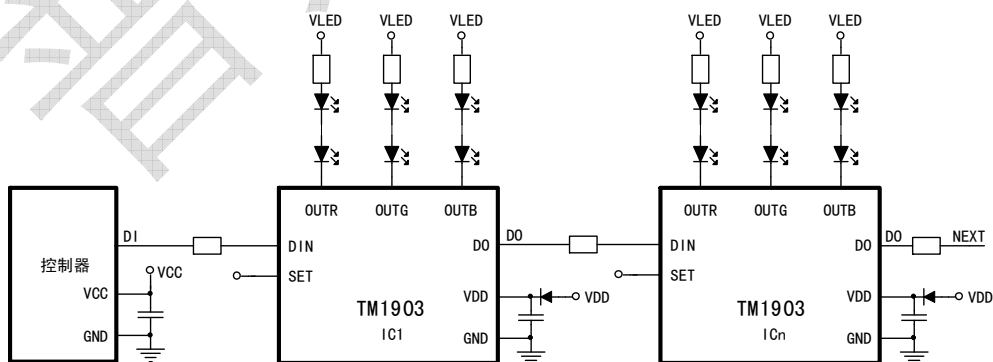 VLED VLED VLED VLED VLED VLED
OUTR OUTG OUTB OUTR OUTG OUTB
DI DIN DO DO DIN DO DO NEXT
控制器 VCC SET SET
VCC VDD VDD VDD VDD
TM1903 TM1903
GND IC1 GND ICn GND